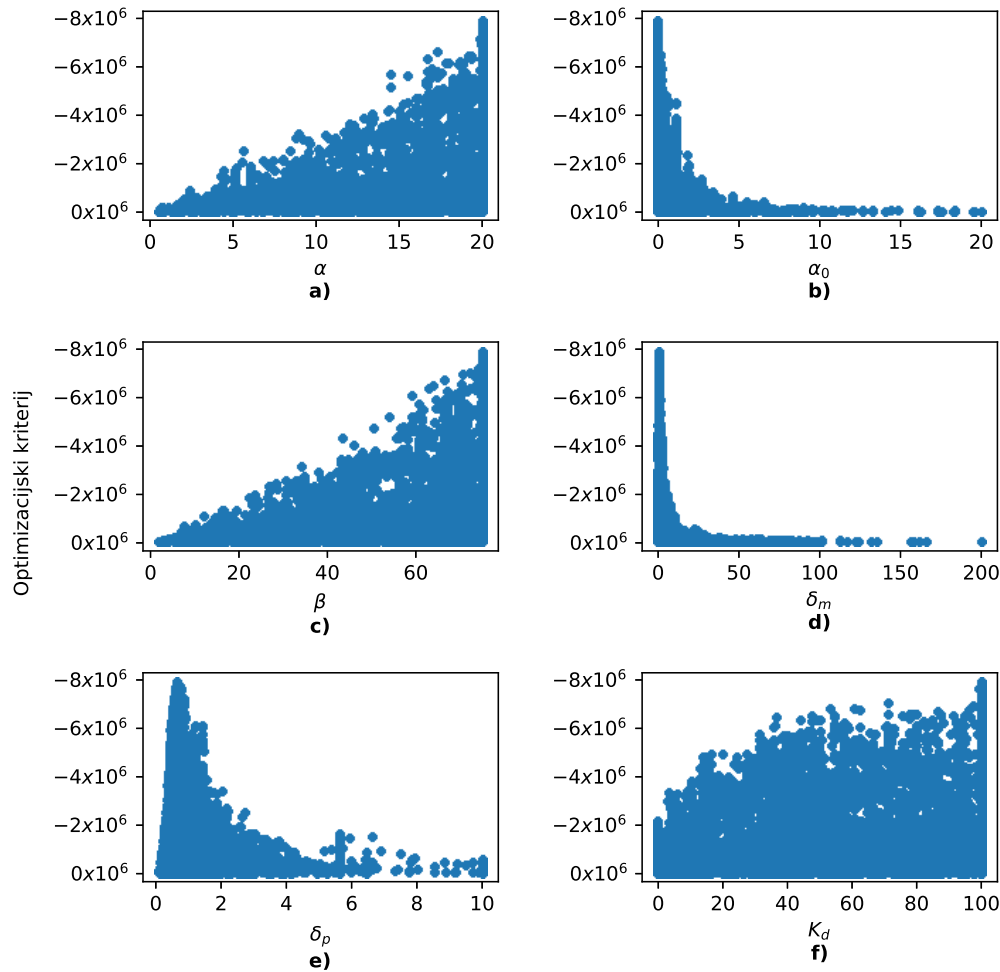 Optimizacijski kriterij
−8x10⁶
−6x10⁶
−4x10⁶
−2x10⁶
0x10⁶
0 5 10 15 20
α
a)
−8x10⁶
−6x10⁶
−4x10⁶
−2x10⁶
0x10⁶
0 5 10 15 20
α₀
b)
−8x10⁶
−6x10⁶
−4x10⁶
−2x10⁶
0x10⁶
0 20 40 60
β
c)
−8x10⁶
−6x10⁶
−4x10⁶
−2x10⁶
0x10⁶
0 50 100 150 200
δₘ
d)
−8x10⁶
−6x10⁶
−4x10⁶
−2x10⁶
0x10⁶
0 2 4 6 8 10
δₚ
e)
−8x10⁶
−6x10⁶
−4x10⁶
−2x10⁶
0x10⁶
0 20 40 60 80 100
K_d
f)